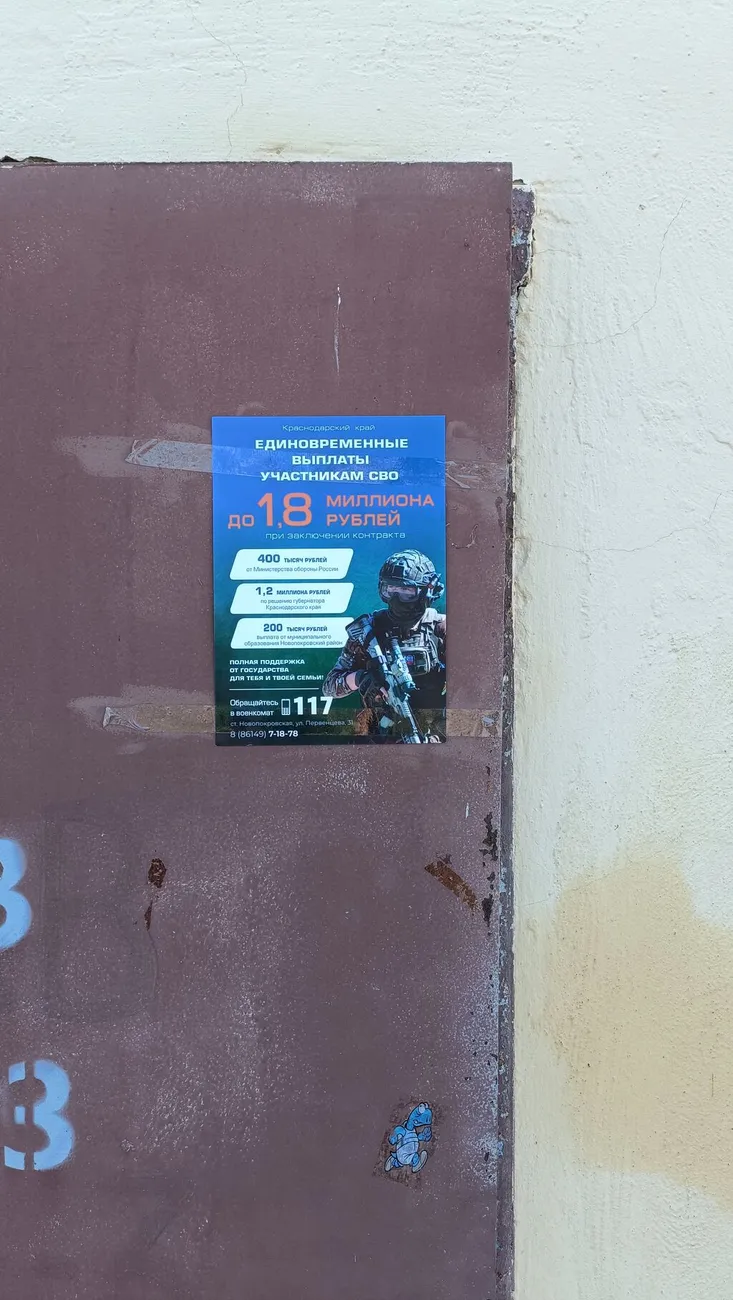 Краснодарский край
ЕДИНОВРЕМЕННЫЕ
ВЫПЛАТЫ
УЧАСТНИКАМ СВО
ДО 1,8 МИЛЛИОНА
РУБЛЕЙ
при заключении контракта
400 ТЫСЯЧ РУБЛЕЙ
от Министерства обороны России
1,2 МИЛЛИОНА РУБЛЕЙ
по решению губернатора
Краснодарского края
200 ТЫСЯЧ РУБЛЕЙ
выплата от муниципального
образования Новопокровский район
ПОЛНАЯ ПОДДЕРЖКА
ОТ ГОСУДАРСТВА
ДЛЯ ТЕБЯ И ТВОЕЙ СЕМЬИ!
Обращайтесь
в военкомат 117
ст. Новопокровская, ул. Первенцева, 31
8 (86149) 7-18-78
3